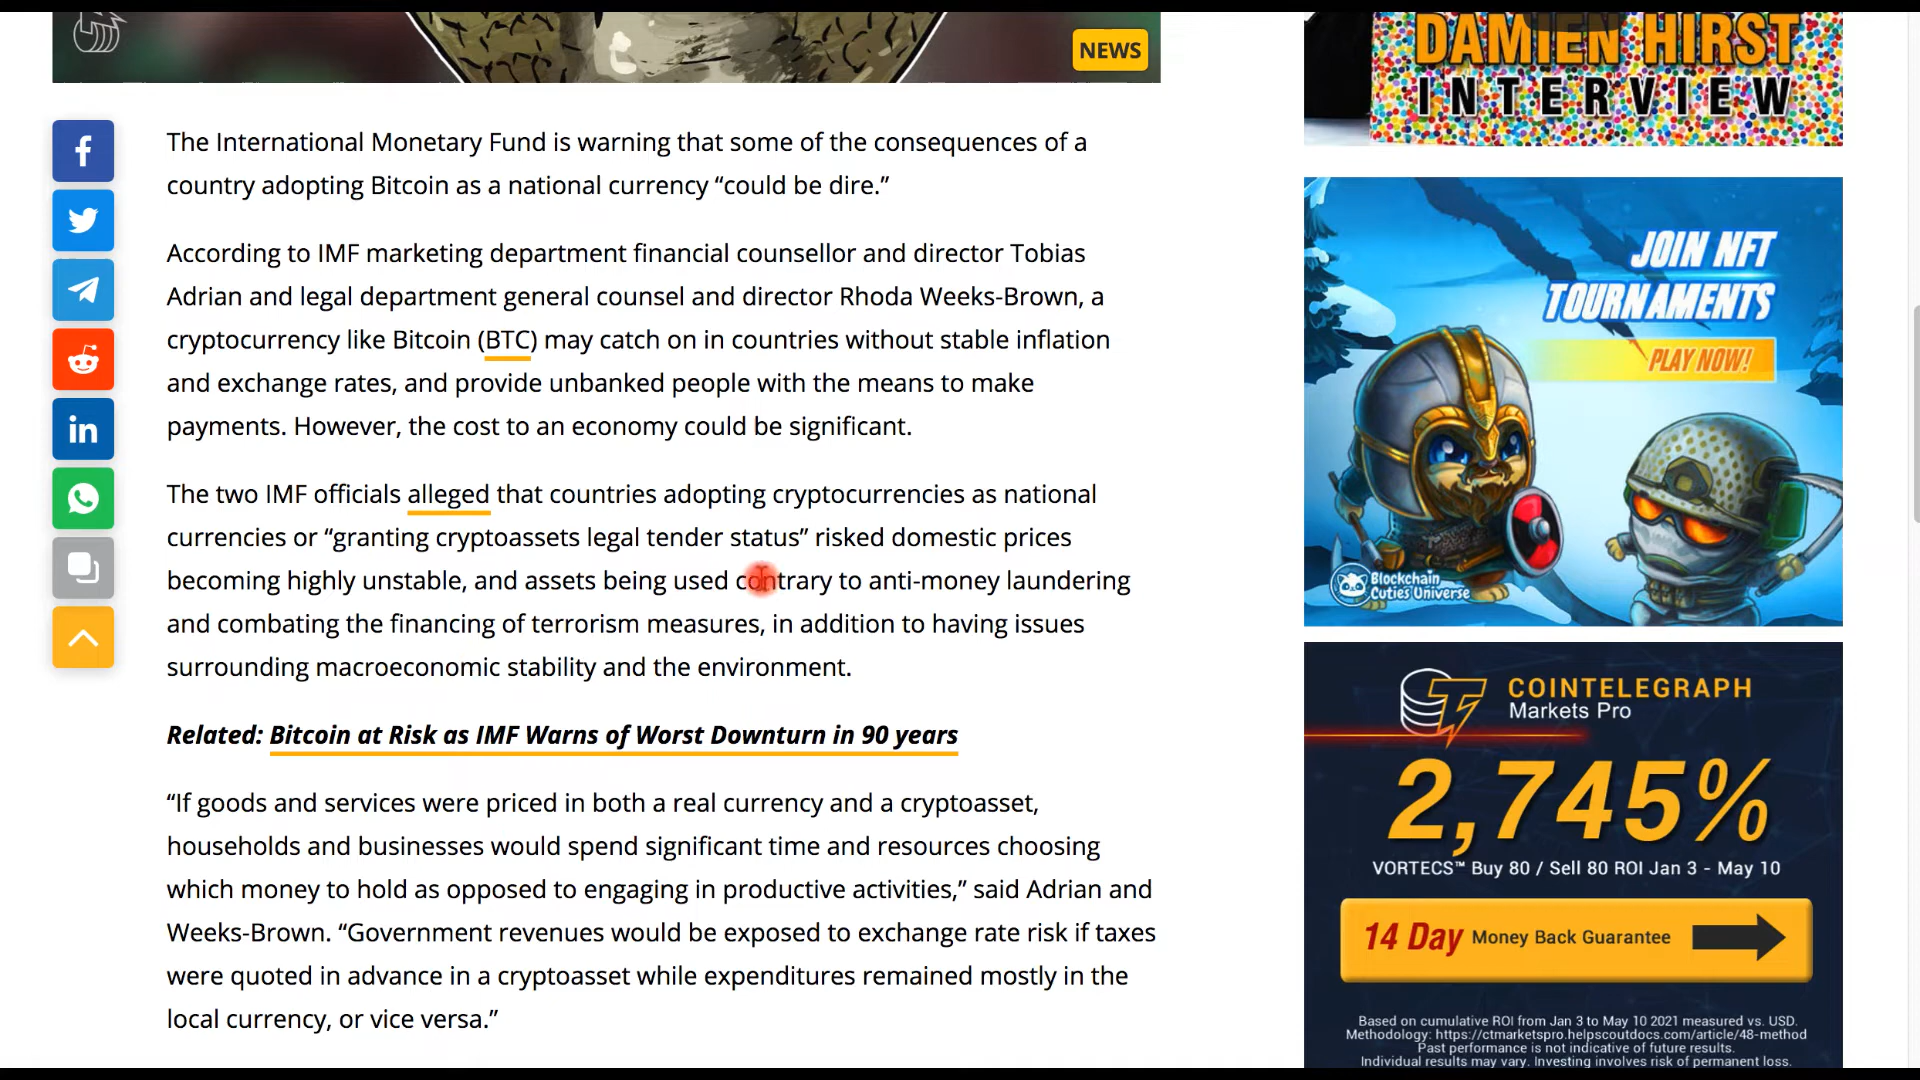 NEWS
The International Monetary Fund is warning that some of the consequences of a
country adopting Bitcoin as a national currency “could be dire.”
According to IMF marketing department financial counsellor and director Tobias
Adrian and legal department general counsel and director Rhoda Weeks-Brown, a
cryptocurrency like Bitcoin (BTC) may catch on in countries without stable inflation
and exchange rates, and provide unbanked people with the means to make
payments. However, the cost to an economy could be significant.
The two IMF officials alleged that countries adopting cryptocurrencies as national
currencies or “granting cryptoassets legal tender status” risked domestic prices
becoming highly unstable, and assets being used contrary to anti-money laundering
and combating the financing of terrorism measures, in addition to having issues
surrounding macroeconomic stability and the environment.
Related: Bitcoin at Risk as IMF Warns of Worst Downturn in 90 years
“If goods and services were priced in both a real currency and a cryptoasset,
households and businesses would spend significant time and resources choosing
which money to hold as opposed to engaging in productive activities,” said Adrian and
Weeks-Brown. “Government revenues would be exposed to exchange rate risk if taxes
were quoted in advance in a cryptoasset while expenditures remained mostly in the
local currency, or vice versa.”
DAMIEN HIRST
INTERVIEW
JOIN NFT
TOURNAMENTS
PLAY NOW!
Blockchain
Cuties Universe
COINTELEGRAPH
Markets Pro
2,745%
VORTECS™ Buy 80 / Sell 80 ROI Jan 3 - May 10
14 Day Money Back Guarantee
Based on cumulative ROI from Jan 3 to May 10 2021 measured vs. USD.
Methodology: https://ctmarketspro.helpscoutdocs.com/article/48-method
Past performance is not indicative of future results.
Individual results may vary. Investing involves risk of permanent loss.